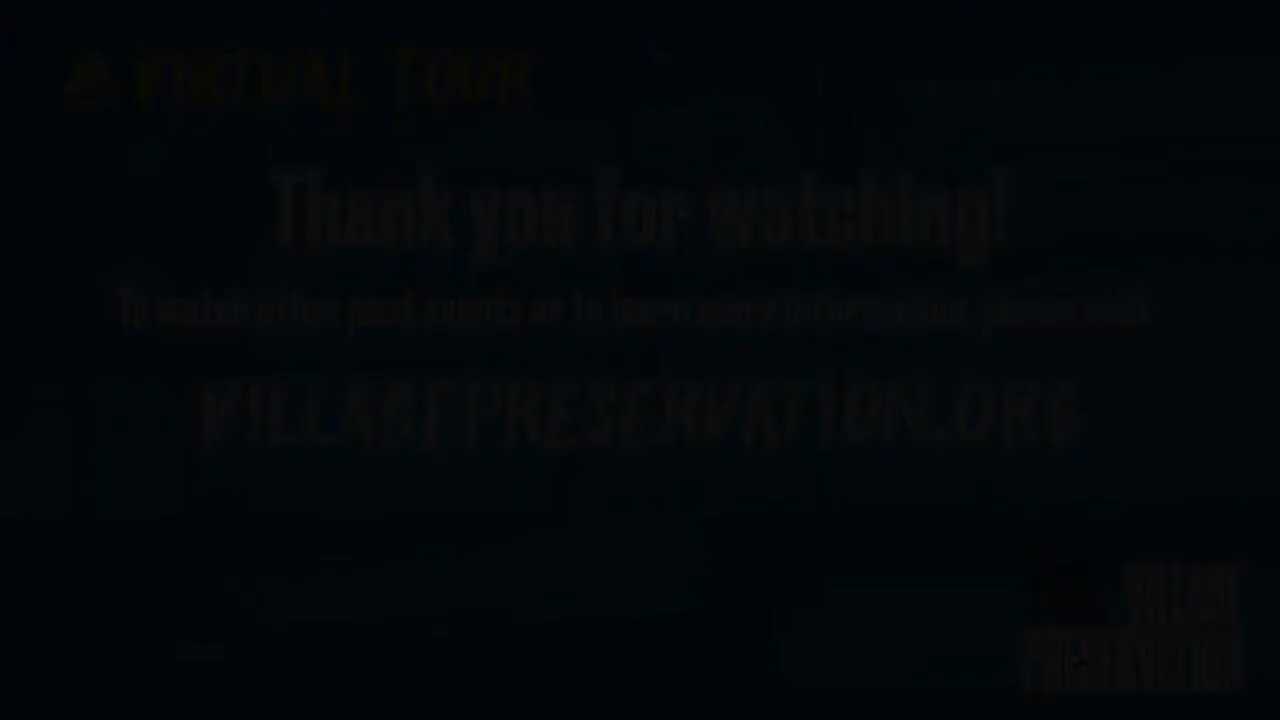 VIRTUAL TOUR
Thank you for watching!
To watch other past events or to learn more information, please visit
VILLAGEPRESERVATION.ORG
VILLAGE
PRESERVATION